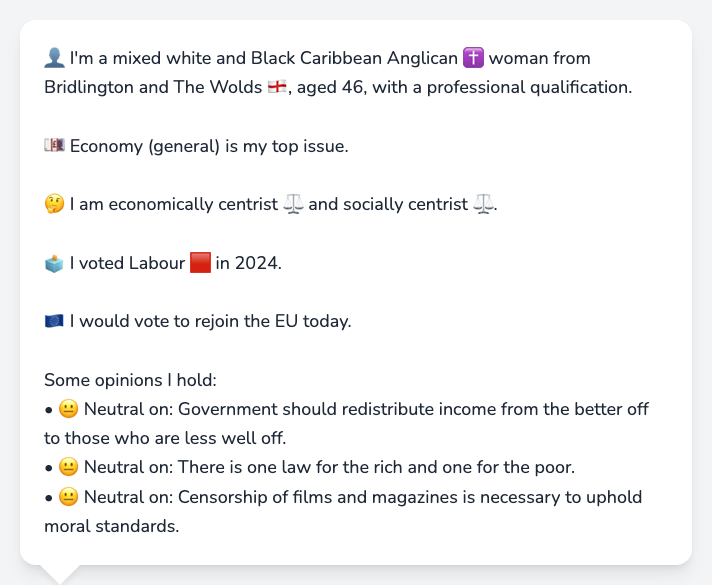 👤 I'm a mixed white and Black Caribbean Anglican ✝️ woman from
Bridlington and The Wolds 🏴󠁧󠁢󠁥󠁮󠁧󠁿, aged 46, with a professional qualification.
💷 Economy (general) is my top issue.
🤔 I am economically centrist ⚖️ and socially centrist ⚖️.
🗳️ I voted Labour 🟥 in 2024.
🇪🇺 I would vote to rejoin the EU today.
Some opinions I hold:
• 😐 Neutral on: Government should redistribute income from the better off
to those who are less well off.
• 😐 Neutral on: There is one law for the rich and one for the poor.
• 😐 Neutral on: Censorship of films and magazines is necessary to uphold
moral standards.